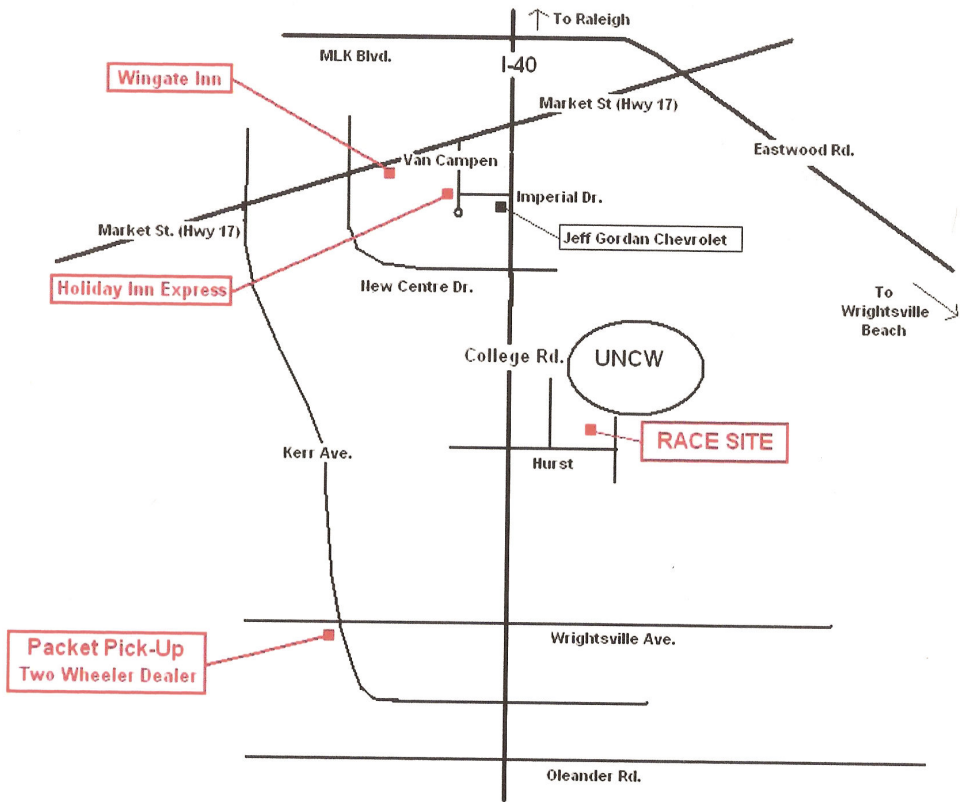 To Raleigh
MLK Blvd.
I-40
Wingate Inn
Market St (Hwy 17)
Eastwood Rd.
Van Campen
Imperial Dr.
Market St. (Hwy 17)
Jeff Gordan Chevrolet
Holiday Inn Express
New Centre Dr.
To
Wrightsville
Beach
College Rd.
UNCW
RACE SITE
Kerr Ave.
Hurst
Wrightsville Ave.
Packet Pick-Up
Two Wheeler Dealer
Oleander Rd.